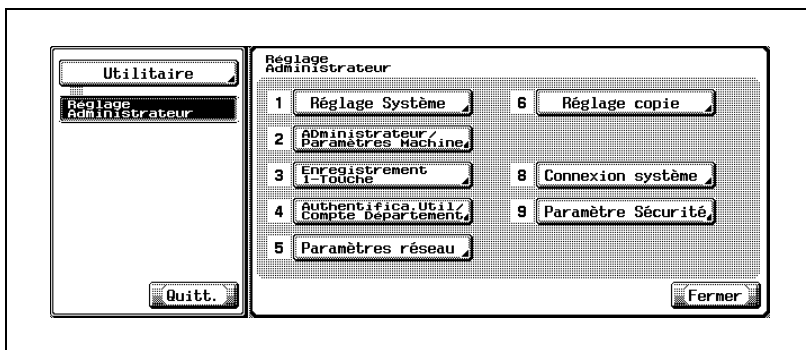 Utilitaire
Réglage
Administrateur
Quitt.
Réglage
Administrateur
1 Réglage Système
2 ADministrateur/
Paramètres Machine
3 Enregistrement
1-Touche
4 Authentifica.Util/
Compte Département
5 Paramètres réseau
6 Réglage copie
8 Connexion système
9 Paramètre Sécurité
Fermer